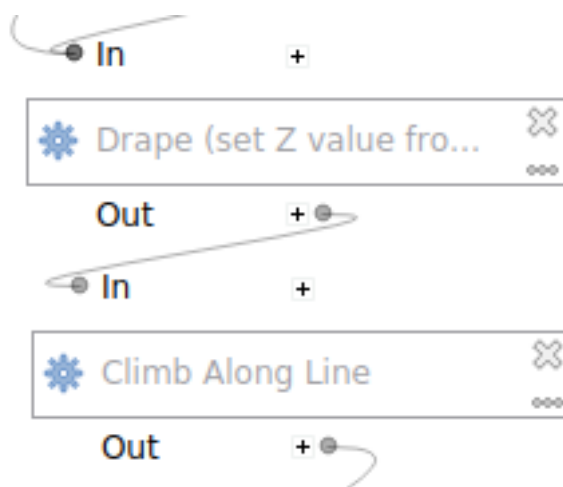 In
Drape (set Z value fro...
Out
In
Climb Along Line
Out